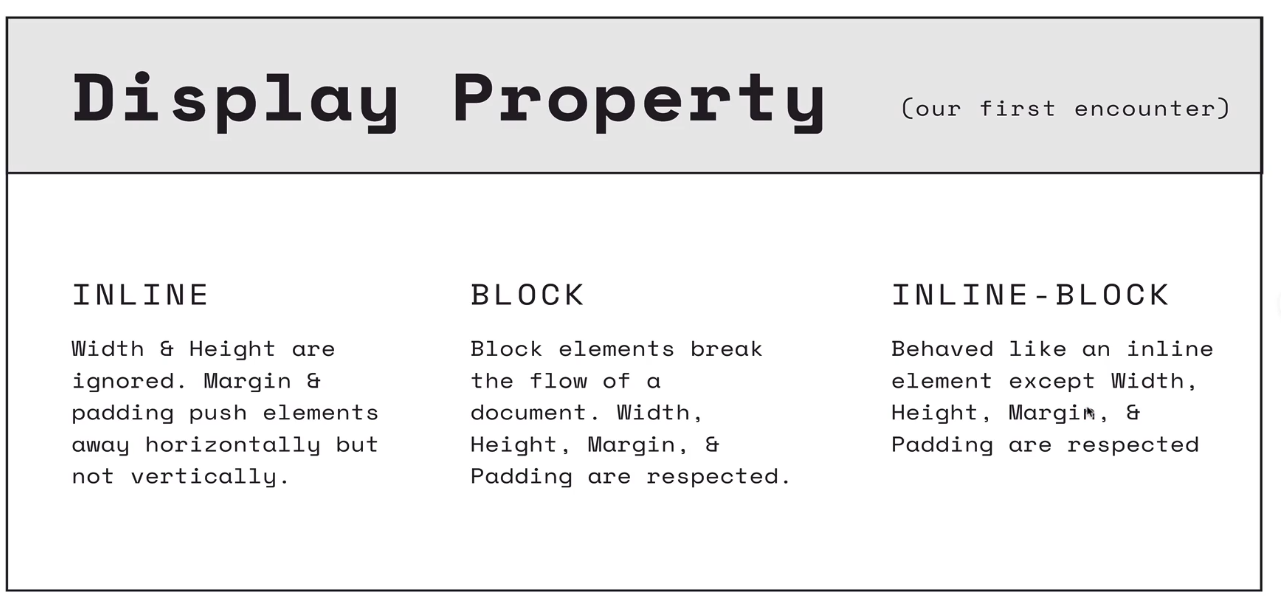 Display Property (our first encounter)
INLINE
Width & Height are
ignored. Margin &
padding push elements
away horizontally but
not vertically.
BLOCK
Block elements break
the flow of a
document. Width,
Height, Margin, &
Padding are respected.
INLINE-BLOCK
Behaved like an inline
element except Width,
Height, Margin, &
Padding are respected